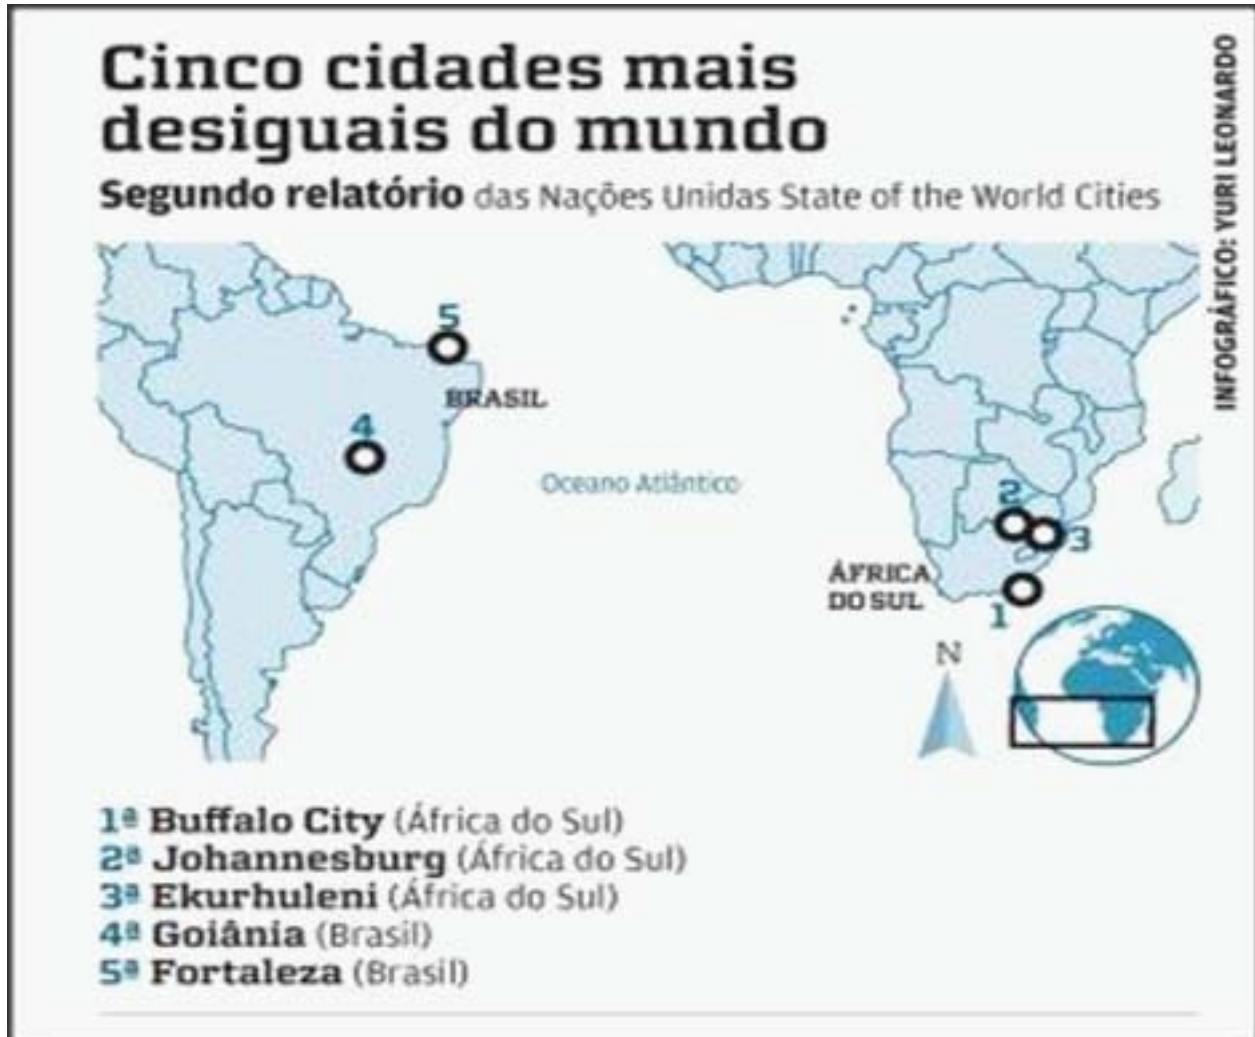 Cinco cidades mais
desiguais do mundo
Segundo relatório das Nações Unidas State of the World Cities
INFOGRÁFICO: YURI LEONARDO
5
BRASIL
4
Oceano Atlântico
2
3
ÁFRICA
DO SUL
1
N
1ª Buffalo City (África do Sul)
2ª Johannesburg (África do Sul)
3ª Ekurhuleni (África do Sul)
4ª Goiânia (Brasil)
5ª Fortaleza (Brasil)